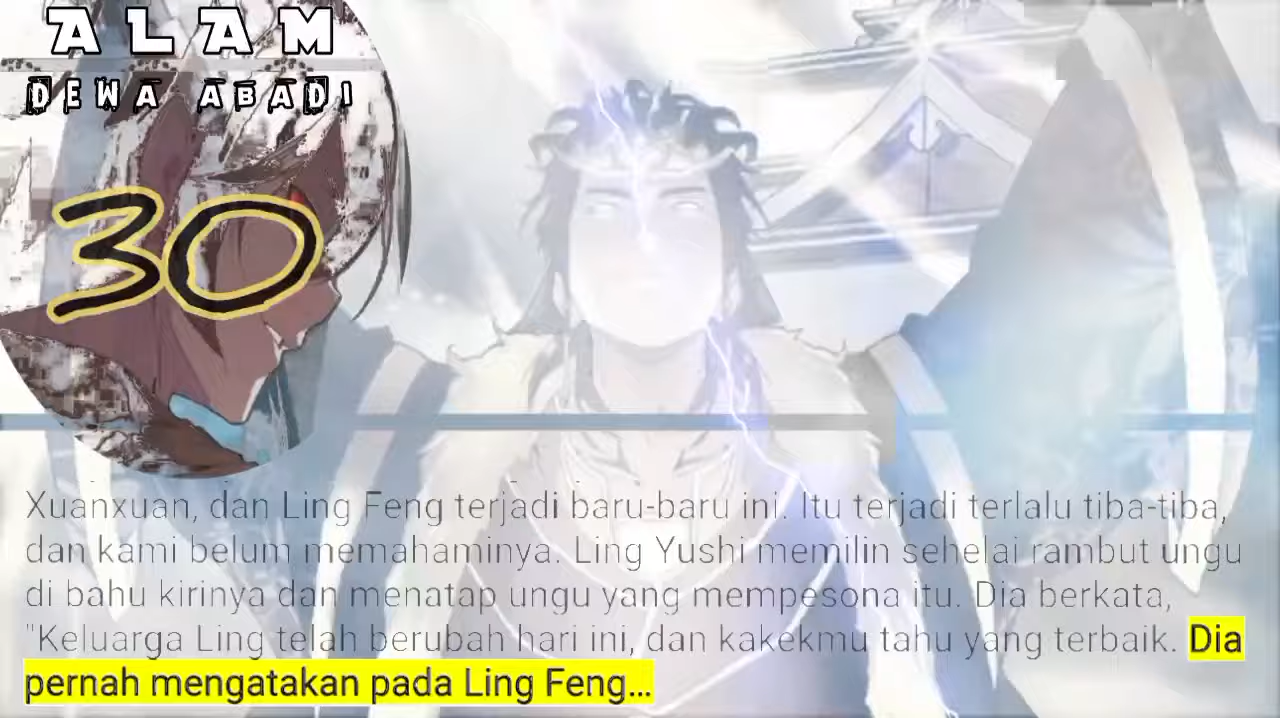 ALAM
DEWA ABADI
30
Xuanxuan, dan Ling Feng terjadi baru-baru ini. Itu terjadi terlalu tiba-tiba,
dan kami belum memahaminya. Ling Yushi memilin sehelai rambut ungu
di bahu kirinya dan menatap ungu yang mempesona itu. Dia berkata,
"Keluarga Ling telah berubah hari ini, dan kakekmu tahu yang terbaik. Dia
pernah mengatakan pada Ling Feng...